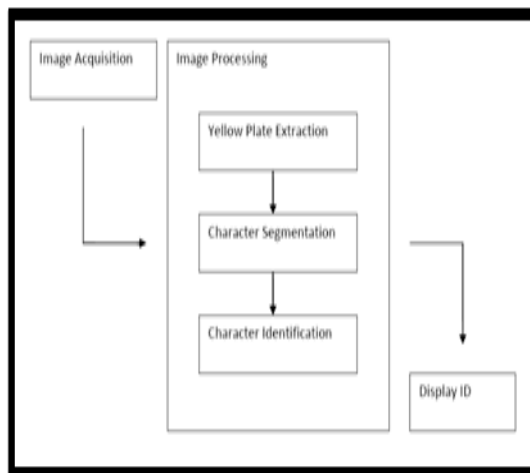 Image Acquisition
Image Processing
Yellow Plate Extraction
Character Segmentation
Character Identification
Display ID